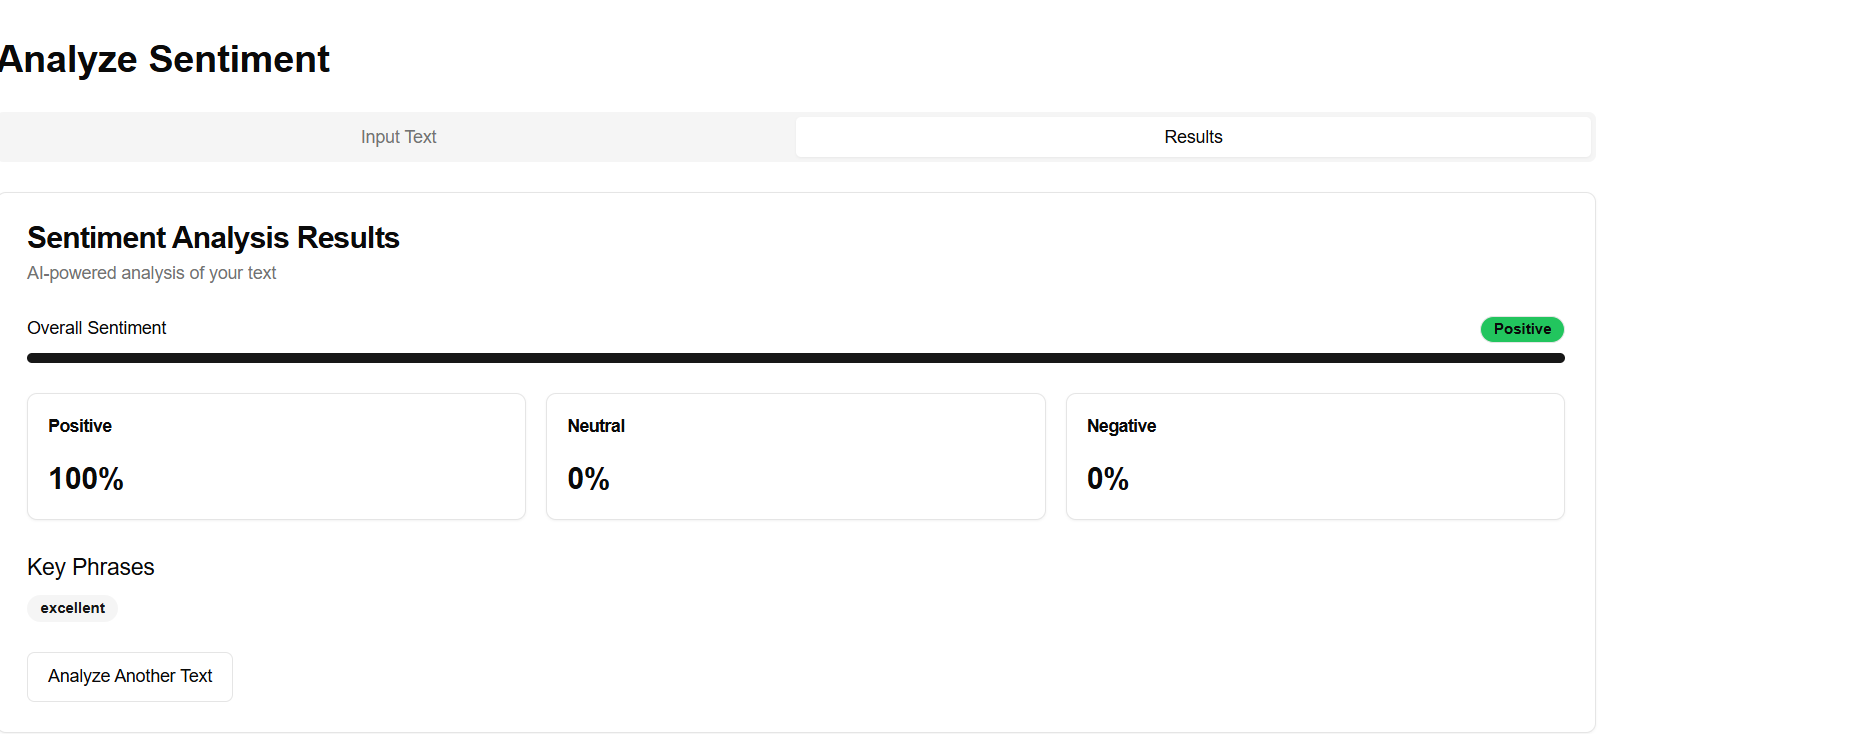 Analyze Sentiment
Input Text
Results
Sentiment Analysis Results
AI-powered analysis of your text
Overall Sentiment
Positive
Positive
Neutral
Negative
100%
0%
0%
Key Phrases
excellent
Analyze Another Text